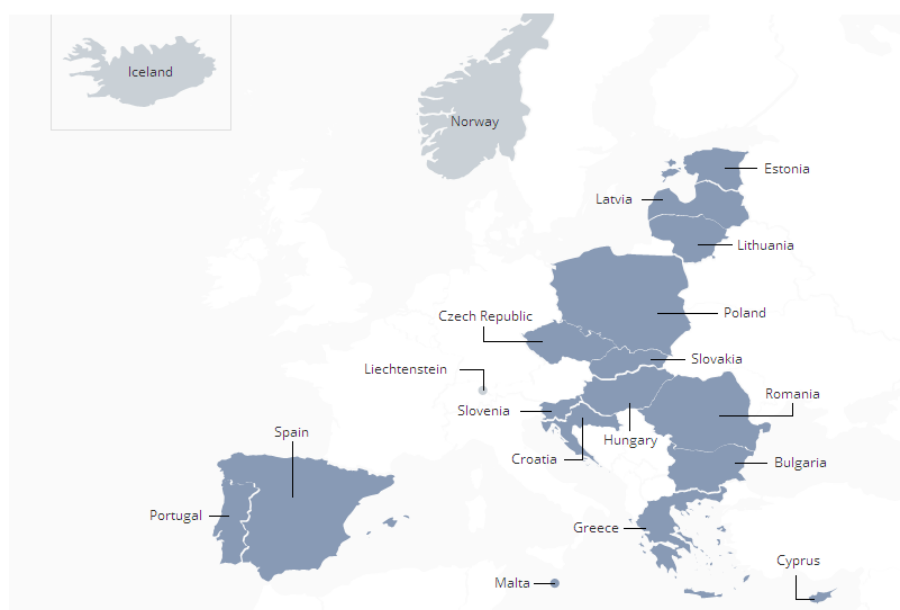 Iceland
Norway
Estonia
Latvia
Lithuania
Czech Republic
Poland
Slovakia
Liechtenstein
Romania
Slovenia
Spain
Hungary
Croatia
Bulgaria
Portugal
Greece
Cyprus
Malta